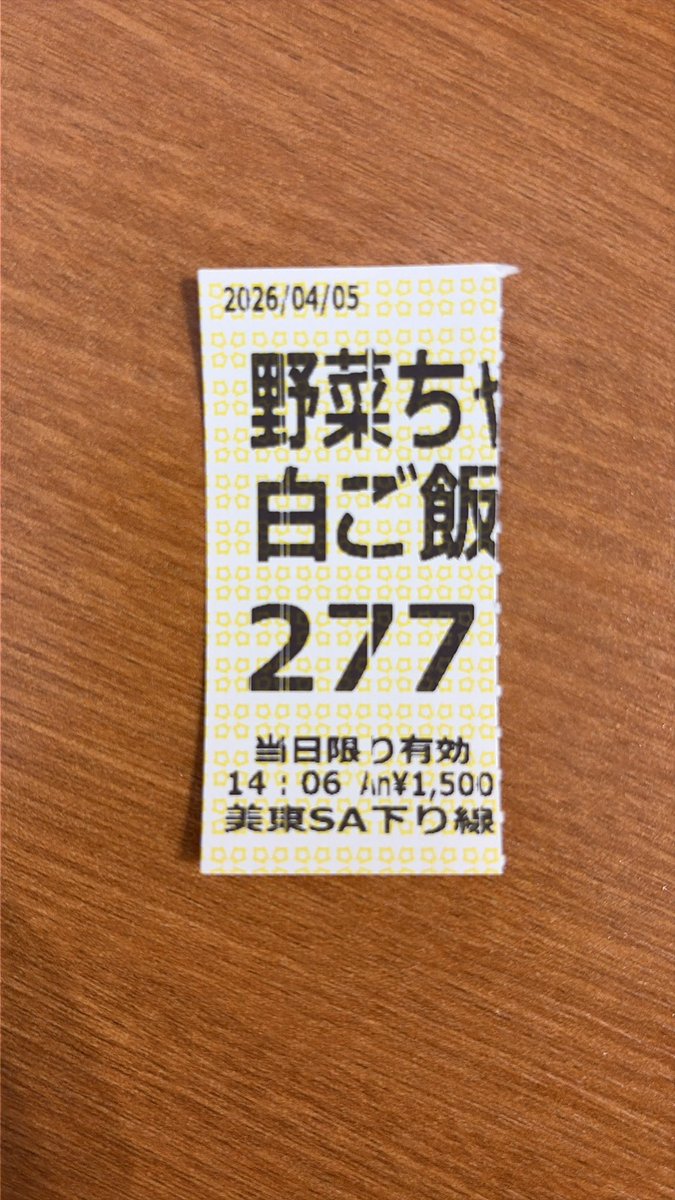 2026/04/05
野菜ちゃ
白ご飯
277
当日限り有効
14:06 An¥1,500
美東SA下り線